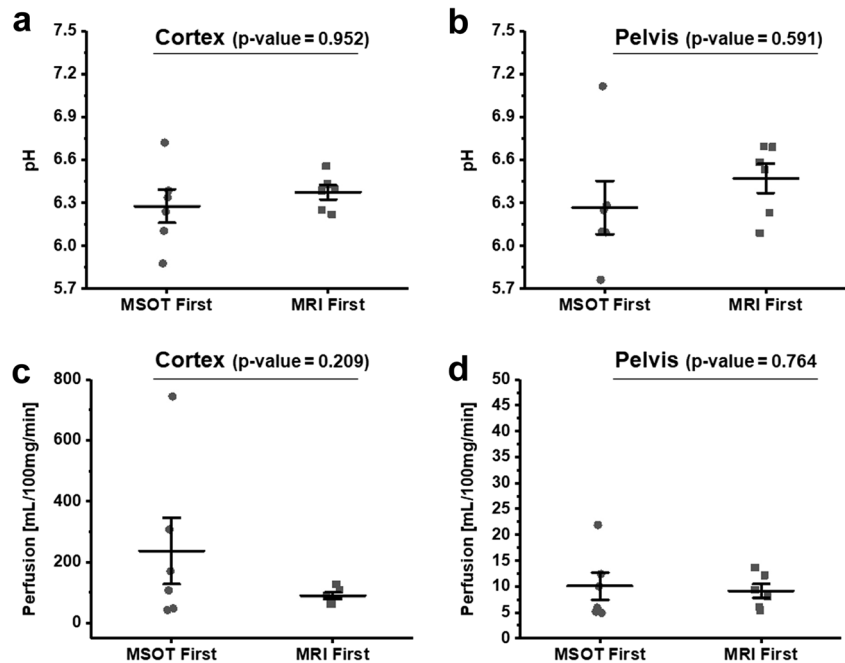 a
Cortex (p-value = 0.952)
7.5
7.2
6.9
6.6
6.3
6.0
5.7
pH
MSOT First
MRI First
b
Pelvis (p-value = 0.591)
7.5
7.2
6.9
6.6
6.3
6.0
5.7
pH
MSOT First
MRI First
c
Cortex (p-value = 0.209)
800
600
400
200
0
Perfusion [mL/100mg/min]
MSOT First
MRI First
d
Pelvis (p-value = 0.764
50
45
40
35
30
25
20
15
10
5
0
Perfusion [mL/100mg/min]
MSOT First
MRI First